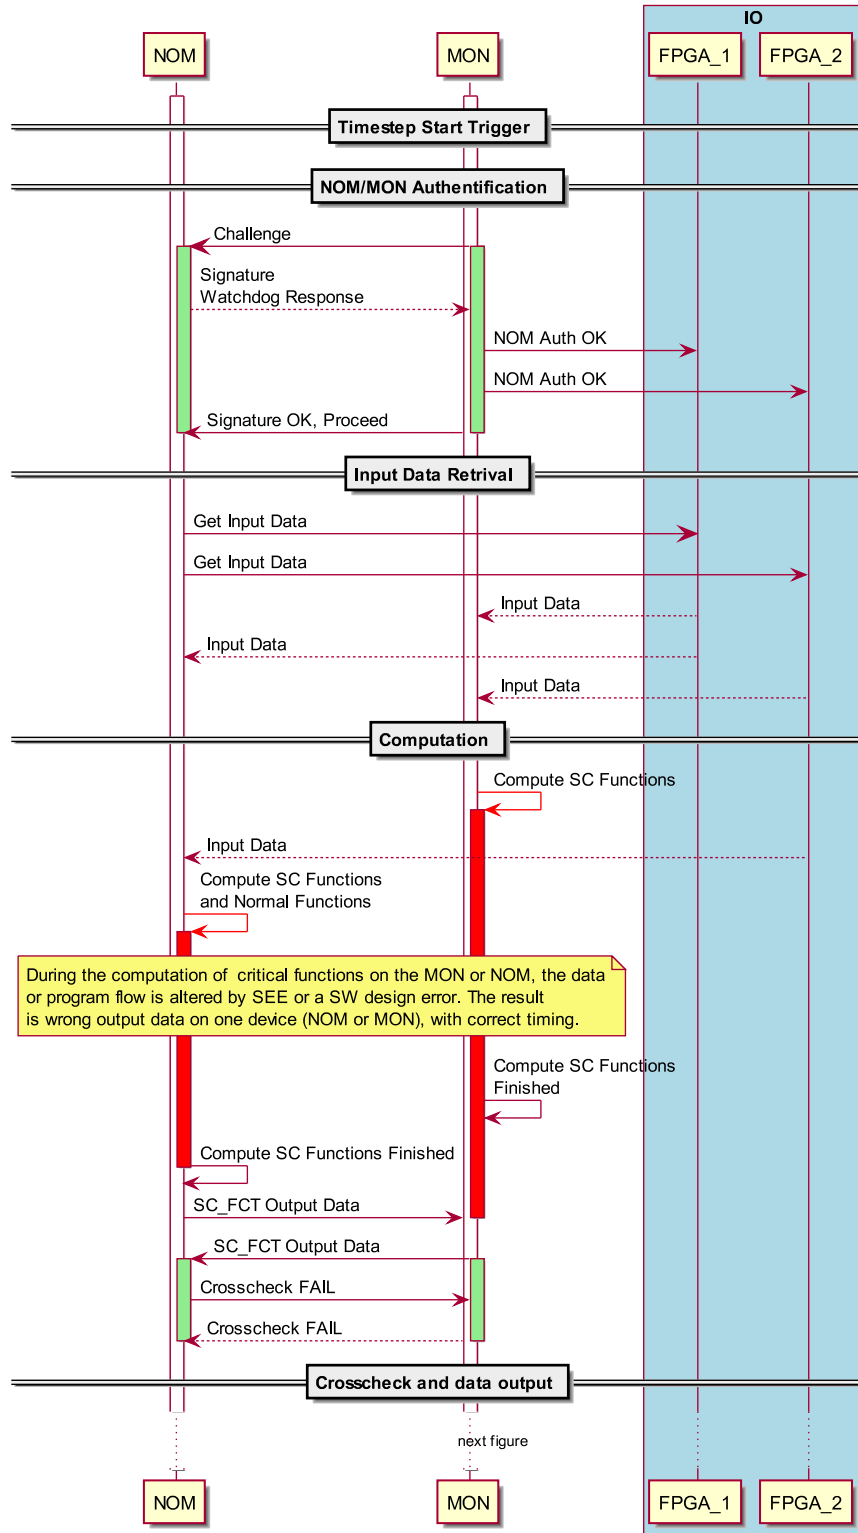 IO
NOM
MON
FPGA_1
FPGA_2
Timestep Start Trigger
NOM/MON Authentification
Challenge
Signature
Watchdog Response
NOM Auth OK
NOM Auth OK
Signature OK, Proceed
Input Data Retrival
Get Input Data
Get Input Data
Input Data
Input Data
Input Data
Computation
Compute SC Functions
Input Data
Compute SC Functions
and Normal Functions
During the computation of  critical functions on the MON or NOM, the data
or program flow is altered by SEE or a SW design error. The result
is wrong output data on one device (NOM or MON), with correct timing.
Compute SC Functions
Finished
Compute SC Functions Finished
SC_FCT Output Data
SC_FCT Output Data
Crosscheck FAIL
Crosscheck FAIL
Crosscheck and data output
next figure
NOM
MON
FPGA_1
FPGA_2